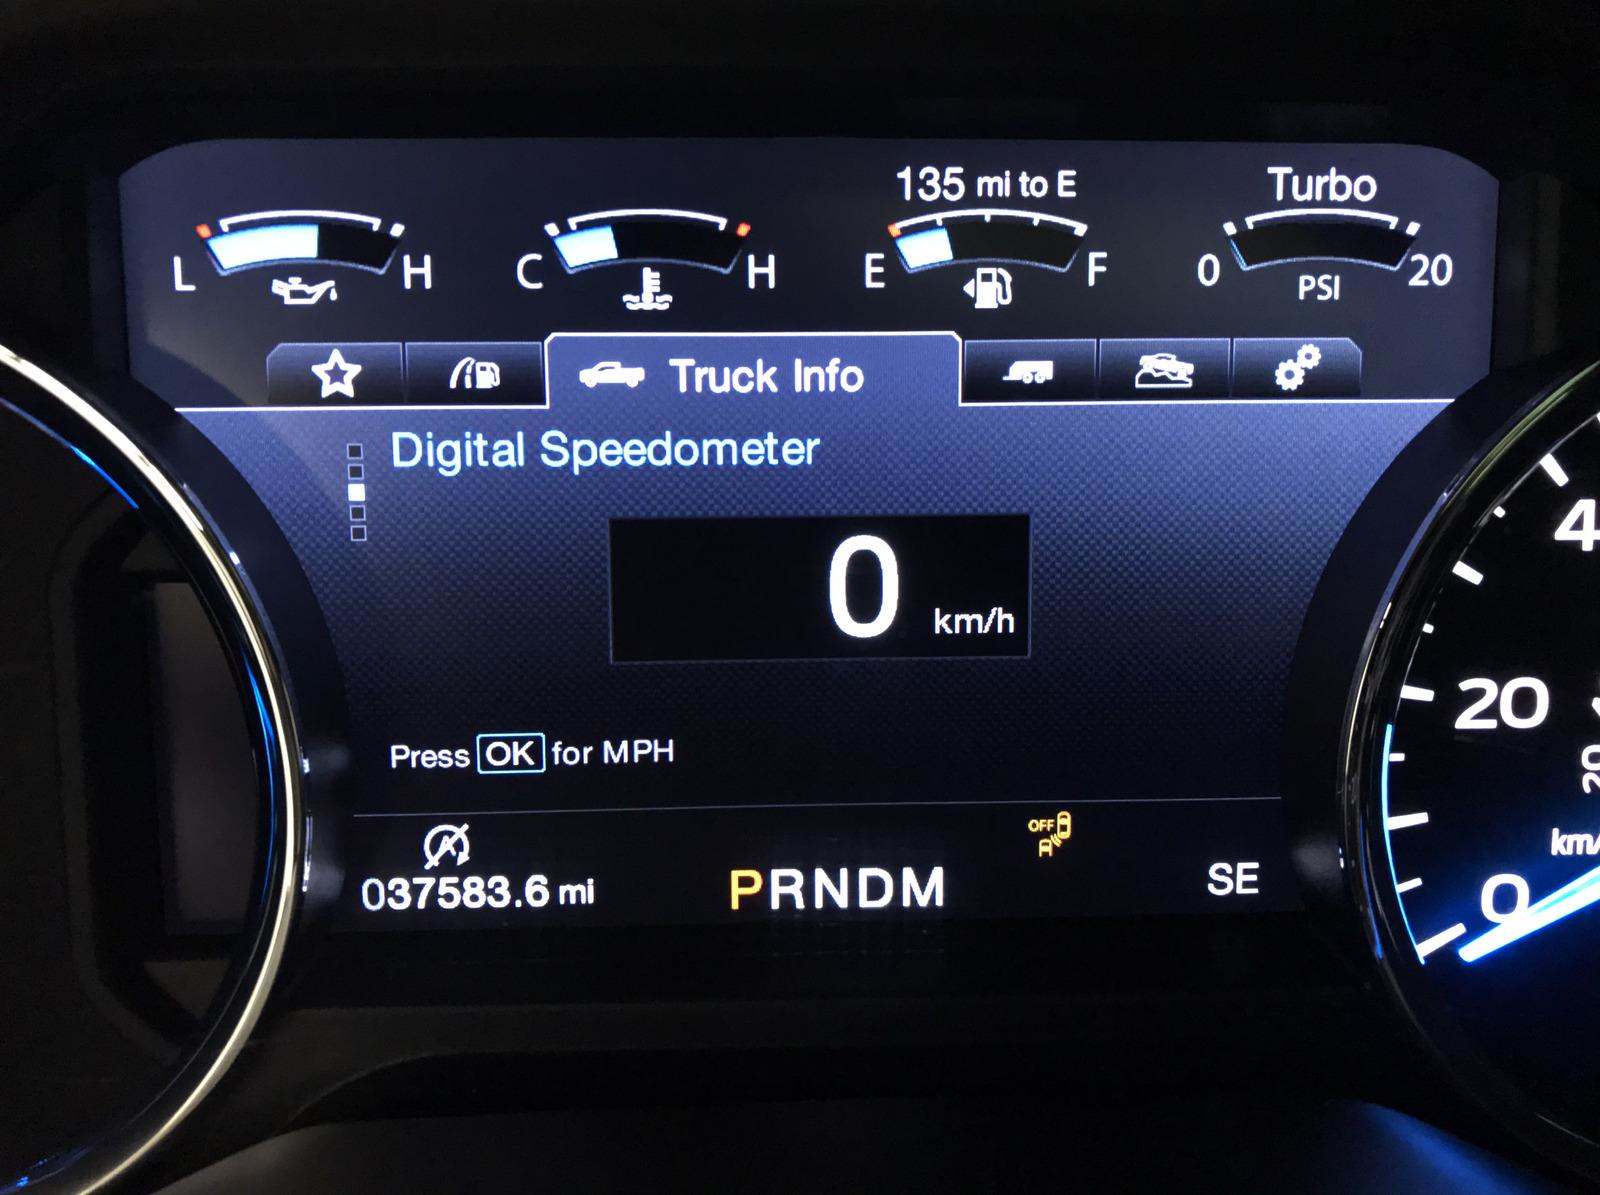 135 mi to E
Turbo
L H
C H
E F
0 20
PSI
Truck Info
Digital Speedometer
0 km/h
Press OK for MPH
OFF
037583.6 mi
PRNDM
SE
20
0